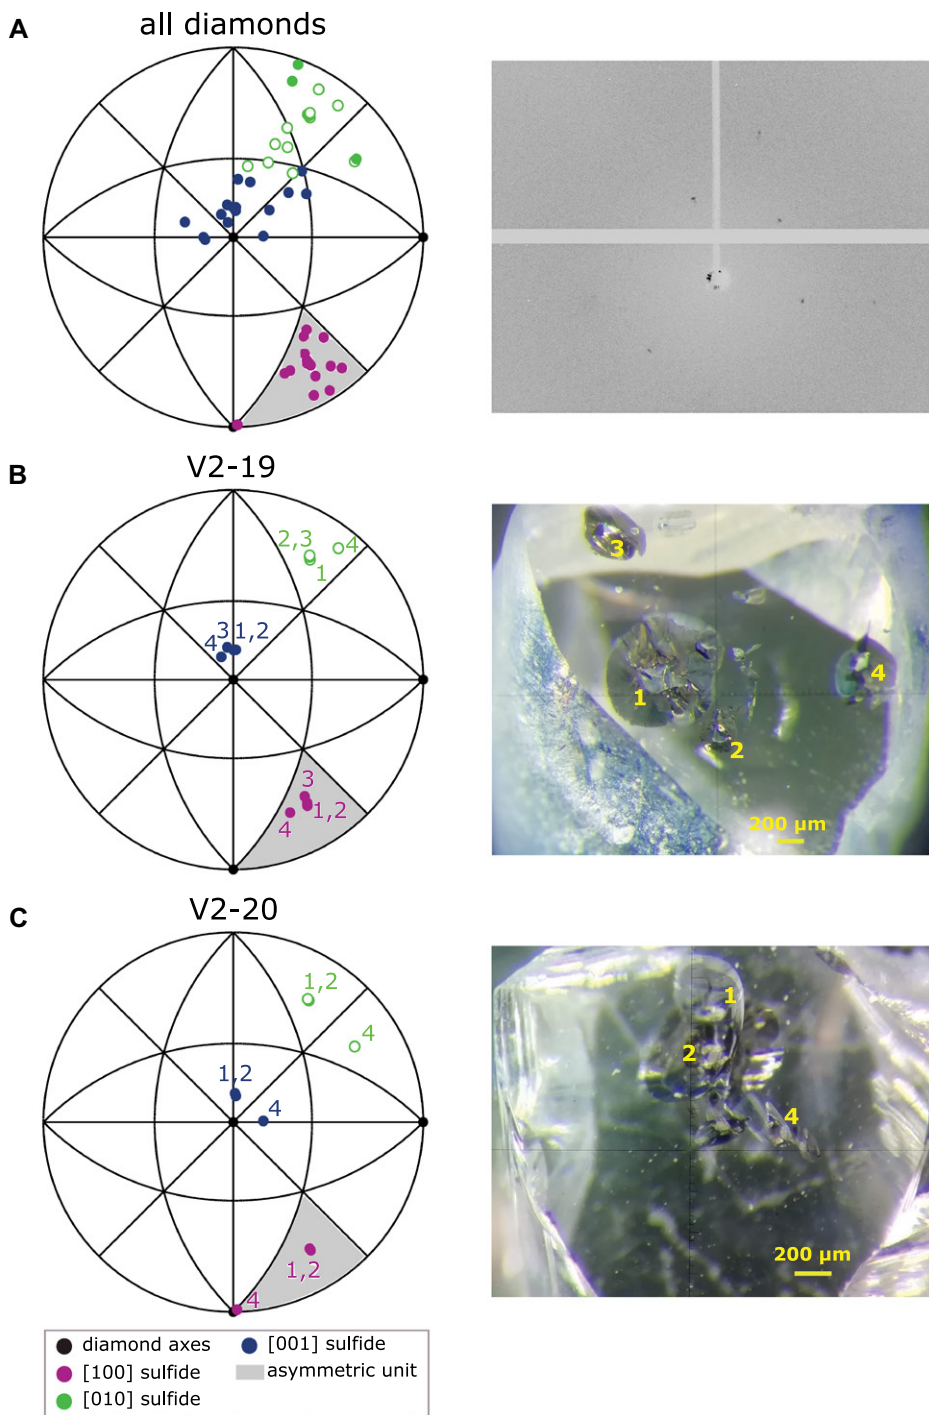 A
all diamonds
B
V2-19
2,3
4
1
3
1,2
4
3
1,2
4
3
1
4
2
200 µm
C
V2-20
1,2
4
1,2
4
1,2
4
1
2
4
200 µm
diamond axes
[001] sulfide
[100] sulfide
asymmetric unit
[010] sulfide